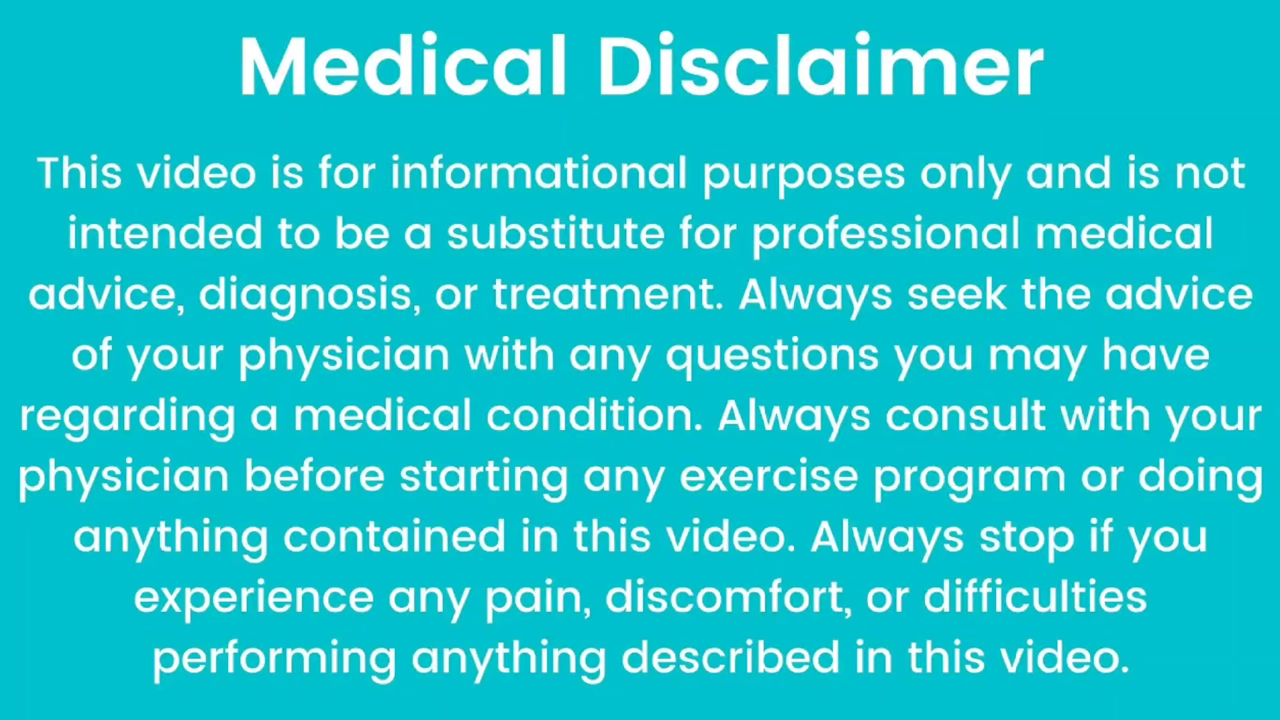 Medical Disclaimer
This video is for informational purposes only and is not
intended to be a substitute for professional medical
advice, diagnosis, or treatment. Always seek the advice
of your physician with any questions you may have
regarding a medical condition. Always consult with your
physician before starting any exercise program or doing
anything contained in this video. Always stop if you
experience any pain, discomfort, or difficulties
performing anything described in this video.